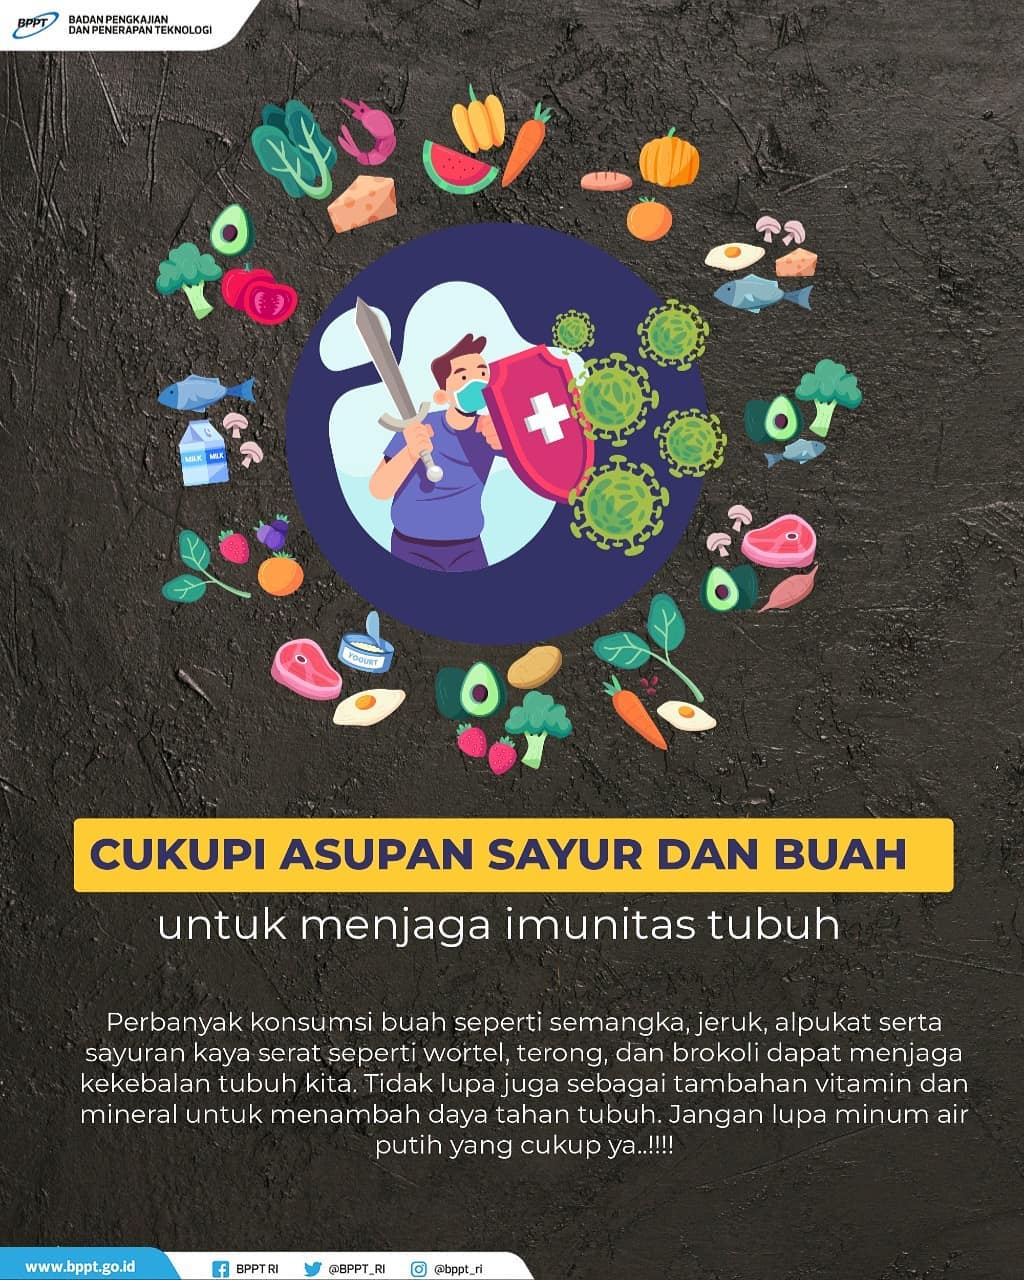 BPPT
BADAN PENGKAJIAN
DAN PENERAPAN TEKNOLOGI
MILK MILK
YOGURT
CUKUPI ASUPAN SAYUR DAN BUAH
untuk menjaga imunitas tubuh
Perbanyak konsumsi buah seperti semangka, jeruk, alpukat serta
sayuran kaya serat seperti wortel, terong, dan brokoli dapat menjaga
kekebalan tubuh kita. Tidak lupa juga sebagai tambahan vitamin dan
mineral untuk menambah daya tahan tubuh. Jangan lupa minum air
putih yang cukup ya..!!!!
www.bppt.go.id BPPT RI @BPPT_RI @bppt_ri